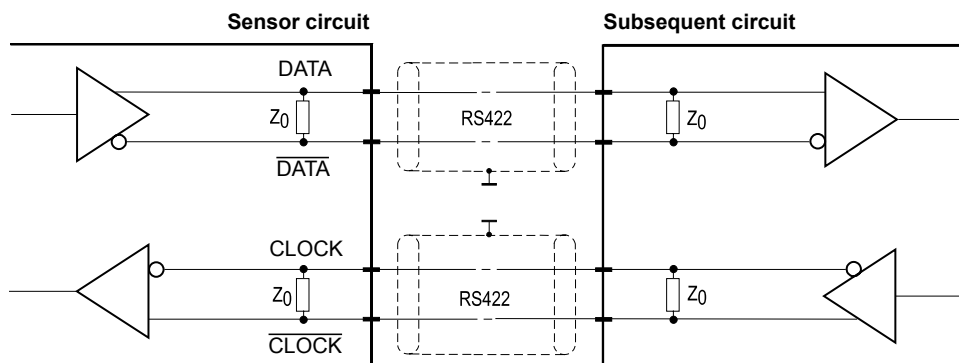 Sensor circuit
Subsequent circuit
DATA
Z0
RS422
Z0
DATA
CLOCK
Z0
RS422
Z0
CLOCK